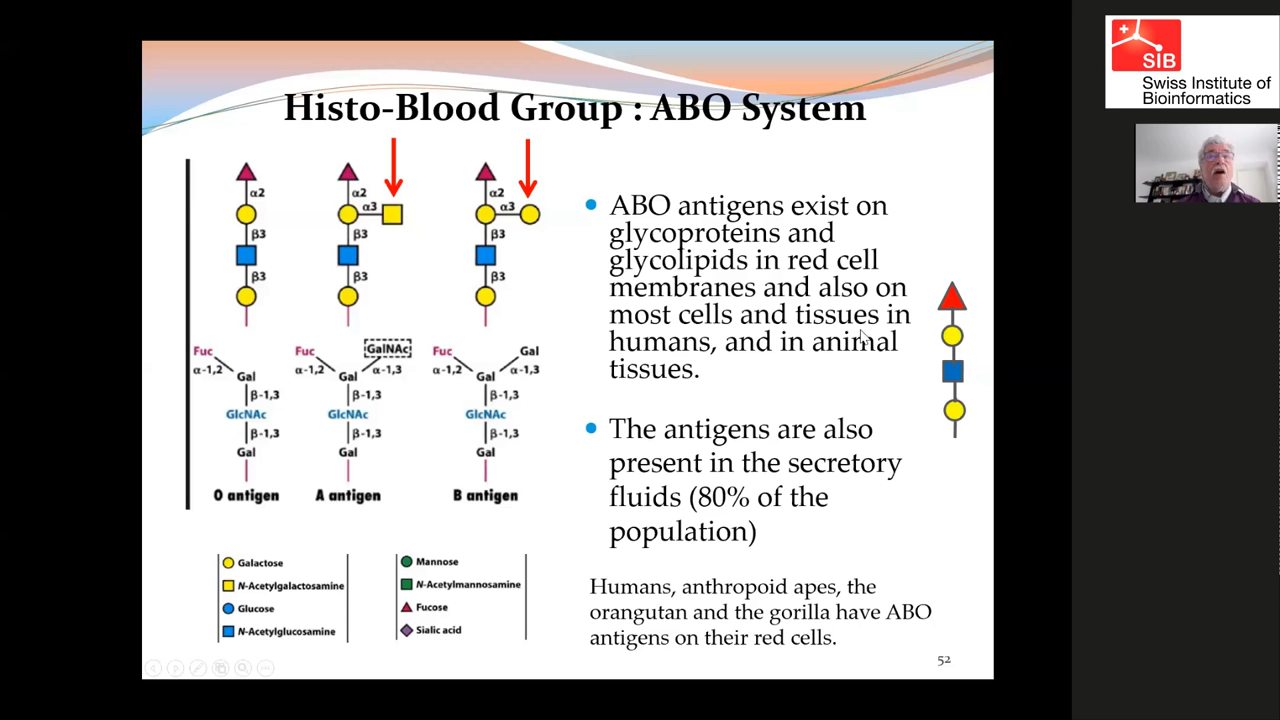 Histo-Blood Group : ABO System
α2 α2 α2
α3 α3
β3 β3 β3
β3 β3 β3
Fuc Fuc GalNAc Fuc Gal
α-1,2 α-1,2 α-1,3 α-1,2 α-1,3
Gal Gal Gal
β-1,3 β-1,3 β-1,3
GlcNAc GlcNAc GlcNAc
β-1,3 β-1,3 β-1,3
Gal Gal Gal
O antigen A antigen B antigen
Galactose
N-Acetylgalactosamine
Glucose
N-Acetylglucosamine
Mannose
N-Acetylmannosamine
Fucose
Sialic acid
• ABO antigens exist on
glycoproteins and
glycolipids in red cell
membranes and also on
most cells and tissues in
humans, and in animal
tissues.
• The antigens are also
present in the secretory
fluids (80% of the
population)
Humans, anthropoid apes, the
orangutan and the gorilla have ABO
antigens on their red cells.
52
SIB
Swiss Institute of
Bioinformatics